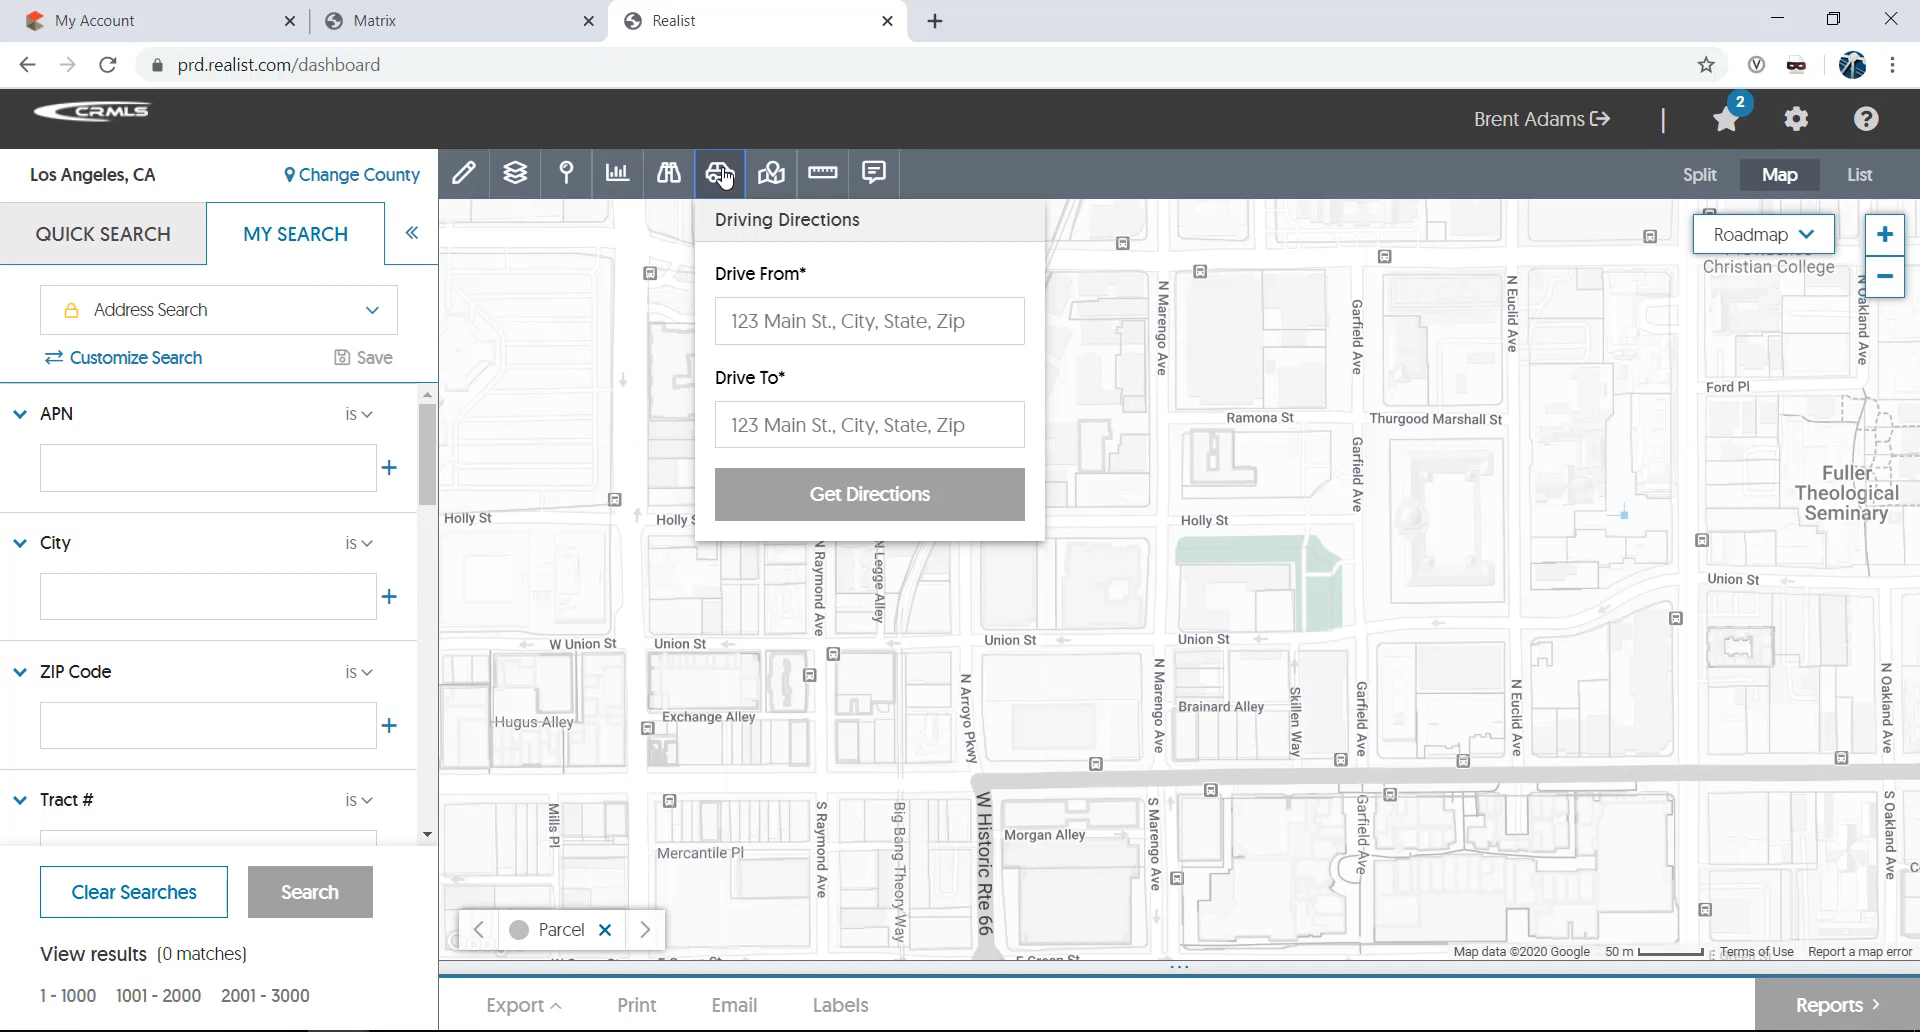 My Account
Matrix
Realist
prd.realist.com/dashboard
CRMLS
Brent Adams
2
Los Angeles, CA
Change County
Split
Map
List
QUICK SEARCH
MY SEARCH
Driving Directions
Drive From*
123 Main St., City, State, Zip
Drive To*
123 Main St., City, State, Zip
Get Directions
Roadmap
Address Search
Customize Search
Save
APN
is
City
is
ZIP Code
is
Tract #
is
Clear Searches
Search
View results (0 matches)
1 - 1000
1001 - 2000
2001 - 3000
Christian College
N Oakland Ave
N Marengo Ave
Garfield Ave
N Euclid Ave
Ford Pl
Ramona St
Thurgood Marshall St
Garfield Ave
Fuller
Theological
Seminary
Holly St
Holly S
Holly St
N Raymond Ave
N Legge Alley
Union St
W Union St
Union St
Union St
Union St
N Arroyo Pkwy
N Marengo Ave
Skillen Way
Garfield Ave
N Euclid Ave
N Oakland Ave
Hugus Alley
Exchange Alley
Brainard Alley
Mills Pl
Mercantile Pl
S Raymond Ave
Big Bang Theory Way
W Historic Rte 66
Morgan Alley
S Marengo Ave
Garfield Ave
S Oakland Ave
Parcel
E Green St
Map data ©2020 Google
50 m
Terms of Use
Report a map error
Export
Print
Email
Labels
Reports